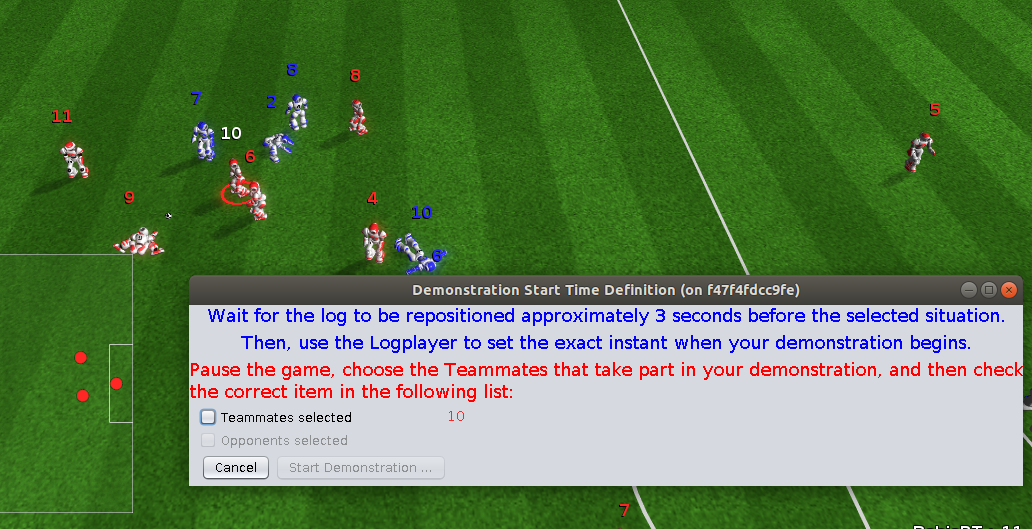 8
8
7
2
5
11
10
6
9
4
10
6
Demonstration Start Time Definition (on f47f4fdcc9fe)
Wait for the log to be repositioned approximately 3 seconds before the selected situation.
Then, use the Logplayer to set the exact instant when your demonstration begins.
Pause the game, choose the Teammates that take part in your demonstration, and then check
the correct item in the following list:
Teammates selected
10
Opponents selected
Cancel
Start Demonstration ...
7